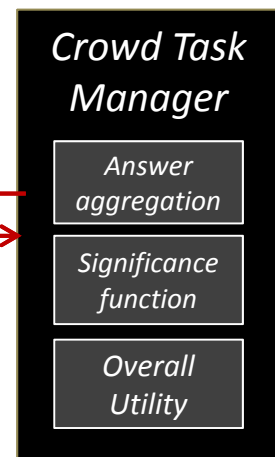 Crowd Task
Manager
Answer
aggregation
Significance
function
Overall
Utility